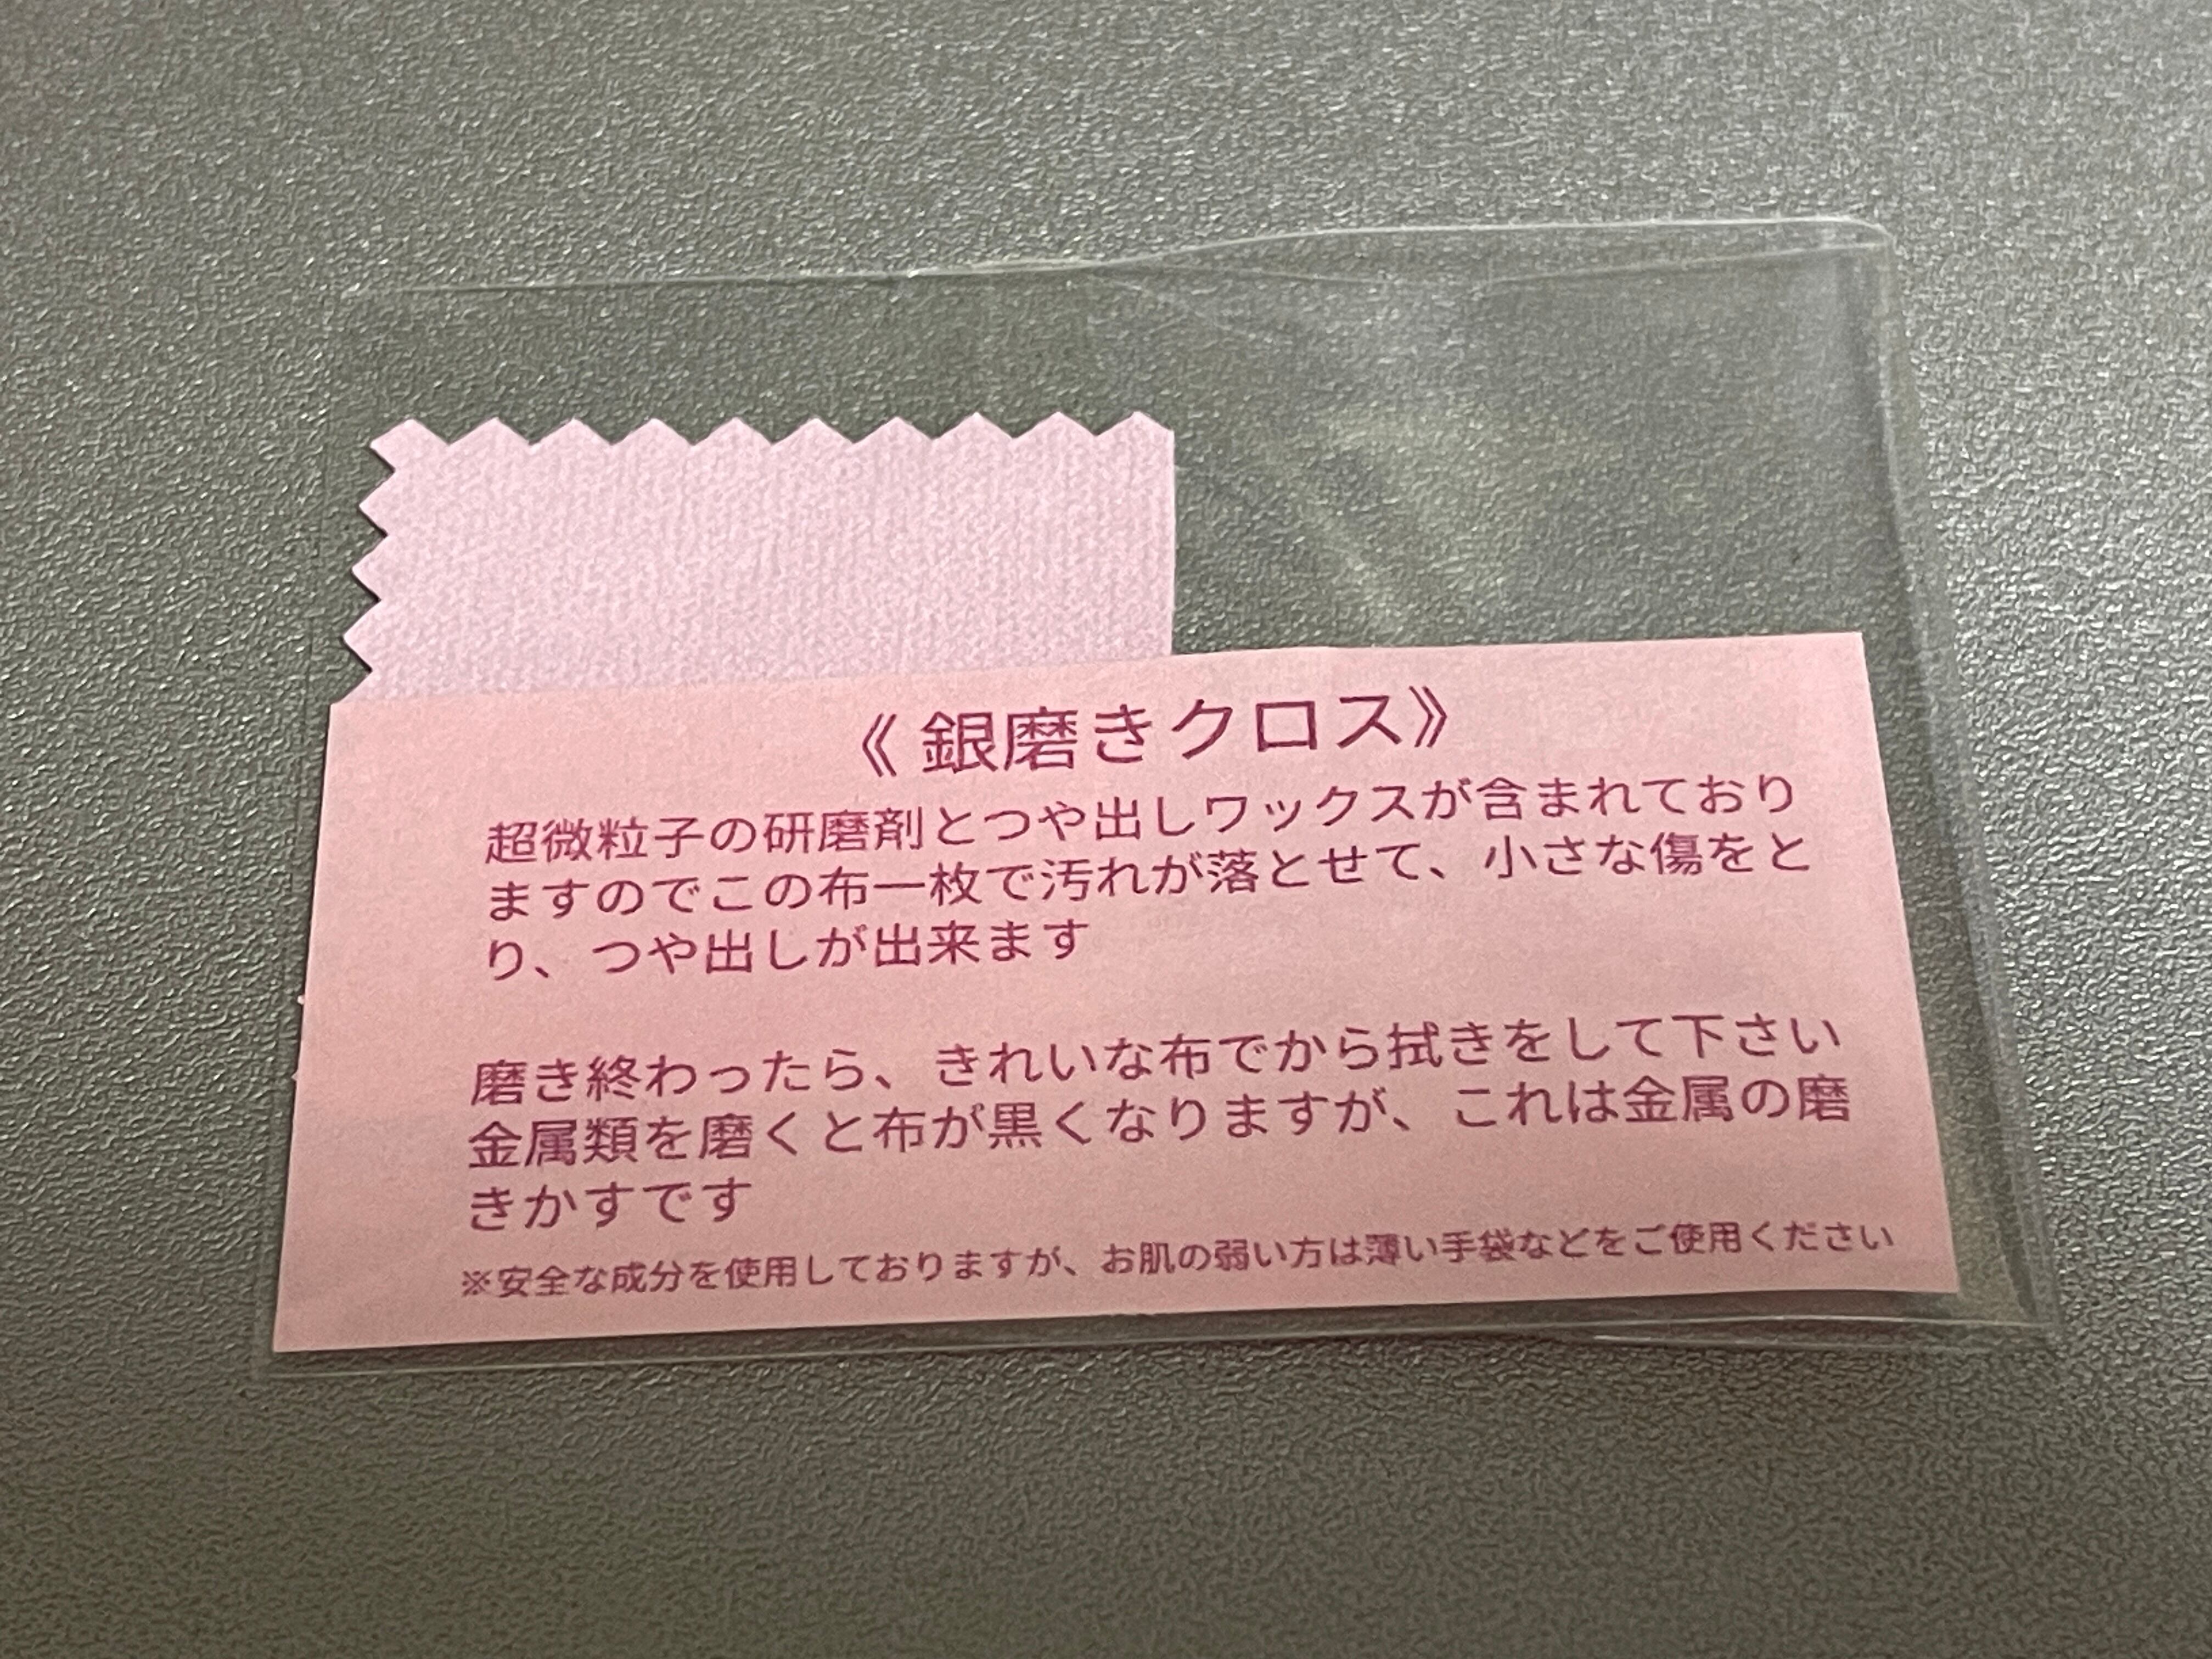 《銀磨きクロス》
超微粒子の研磨剤とつや出しワックスが含まれており
ますのでこの布一枚で汚れが落とせて、小さな傷をと
り、つや出しが出来ます
磨き終わったら、きれいな布でから拭きをして下さい
金属類を磨くと布が黒くなりますが、これは金属の磨
きかすです
※安全な成分を使用しておりますが、お肌の弱い方は薄い手袋などをご使用ください